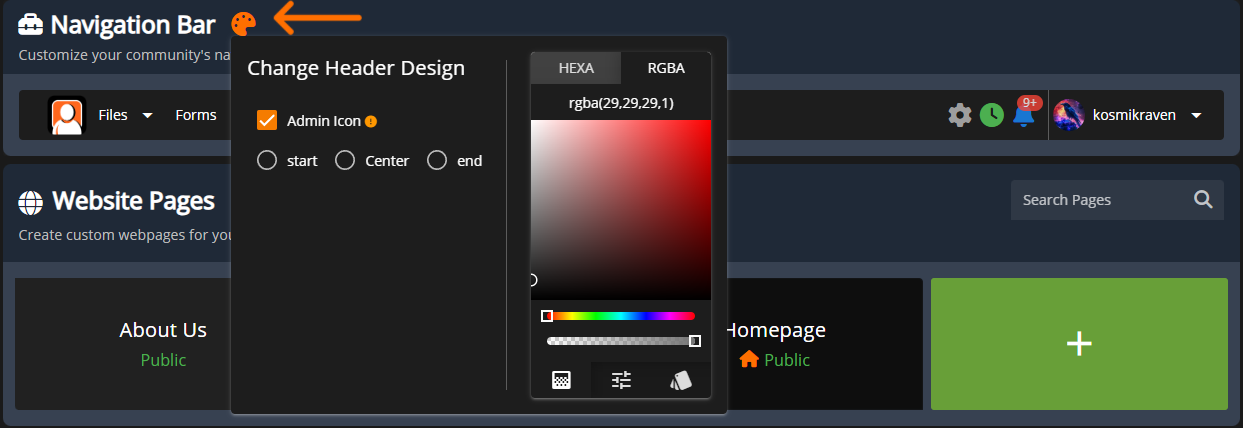 Navigation Bar
Customize your community's na
Change Header Design
HEXA RGBA
rgba(29,29,29,1)
Admin Icon
start Center end
Files Forms
9+
kosmikraven
Website Pages
Create custom webpages for you
Search Pages
About Us
Public
Homepage
Public
+